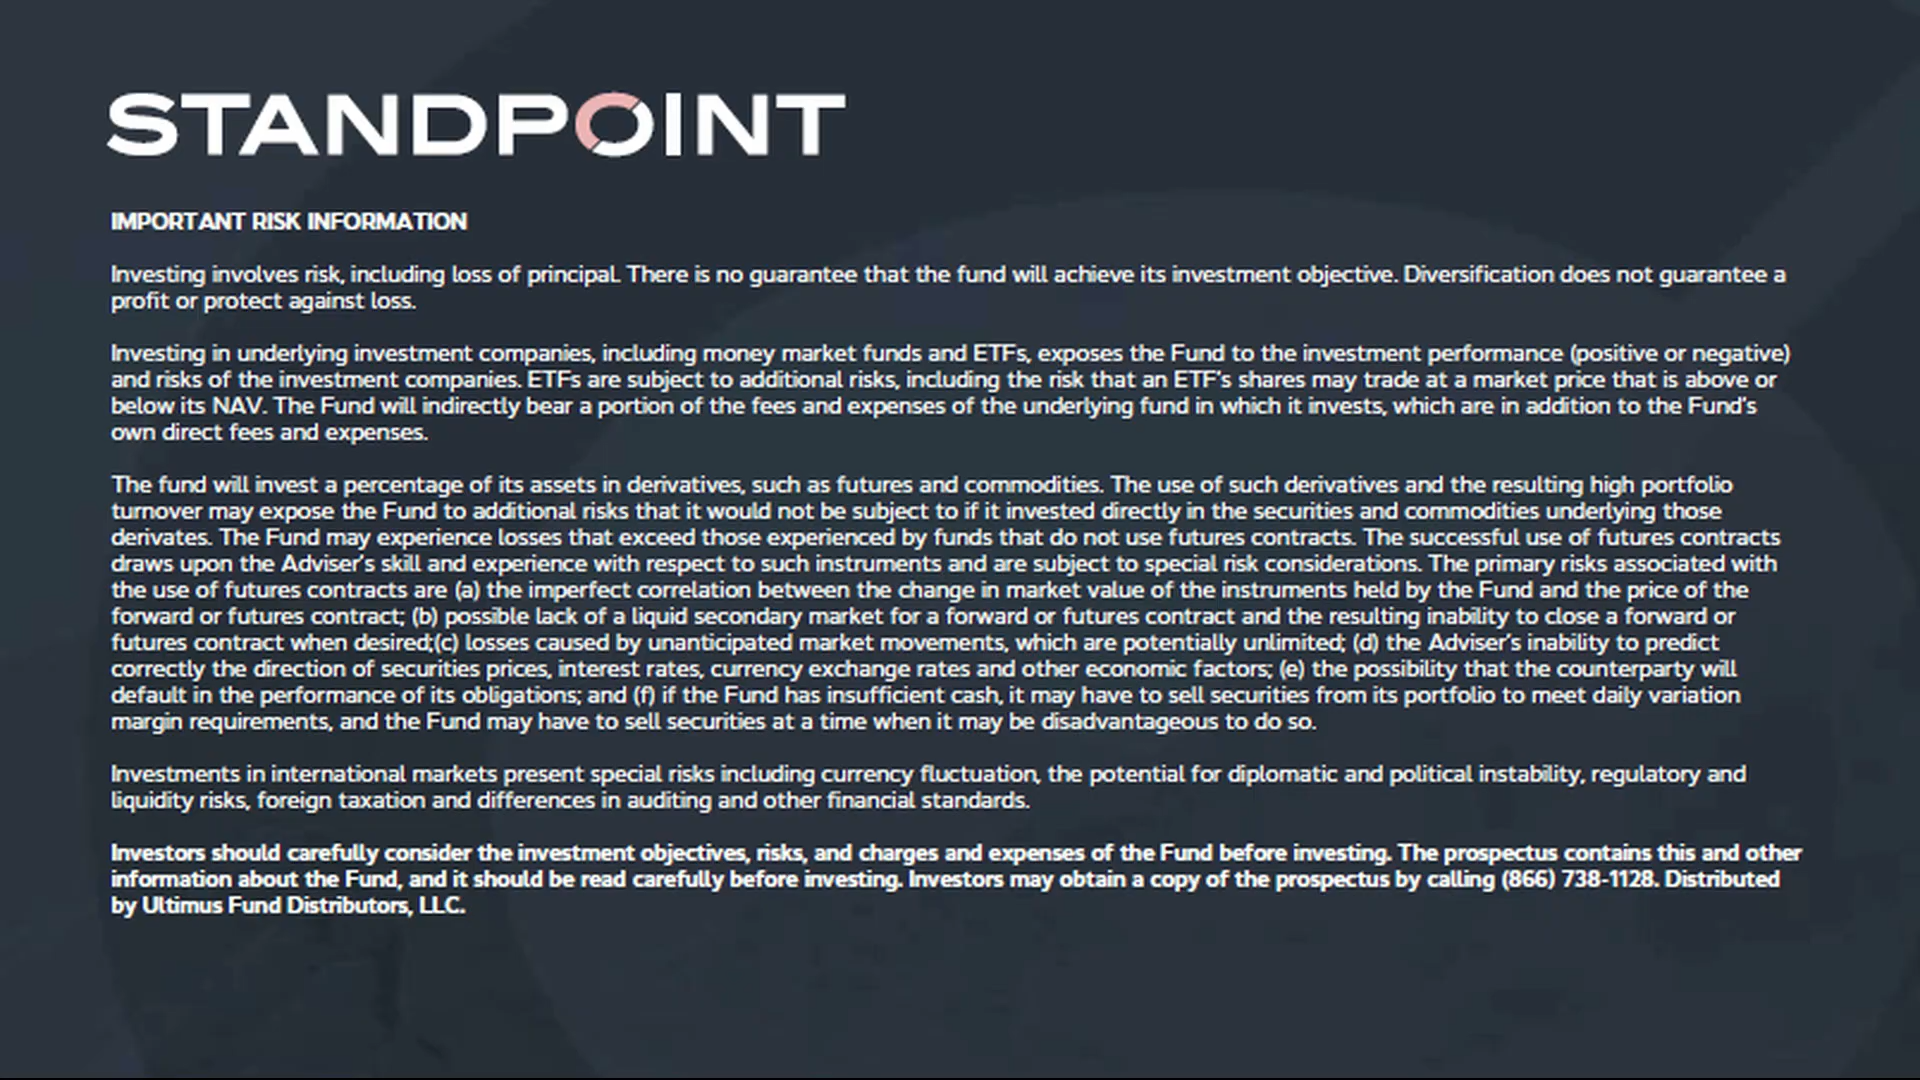 STANDPOINT
IMPORTANT RISK INFORMATION
Investing involves risk, including loss of principal. There is no guarantee that the fund will achieve its investment objective. Diversification does not guarantee a
profit or protect against loss.
Investing in underlying investment companies, including money market funds and ETFs, exposes the Fund to the investment performance (positive or negative)
and risks of the investment companies. ETFs are subject to additional risks, including the risk that an ETF's shares may trade at a market price that is above or
below its NAV. The Fund will indirectly bear a portion of the fees and expenses of the underlying fund in which it invests, which are in addition to the Fund's
own direct fees and expenses.
The fund will invest a percentage of its assets in derivatives, such as futures and commodities. The use of such derivatives and the resulting high portfolio
turnover may expose the Fund to additional risks that it would not be subject to if it invested directly in the securities and commodities underlying those
derivates. The Fund may experience losses that exceed those experienced by funds that do not use futures contracts. The successful use of futures contracts
draws upon the Adviser's skill and experience with respect to such instruments and are subject to special risk considerations. The primary risks associated with
the use of futures contracts are (a) the imperfect correlation between the change in market value of the instruments held by the Fund and the price of the
forward or futures contract; (b) possible lack of a liquid secondary market for a forward or futures contract and the resulting inability to close a forward or
futures contract when desired;(c) losses caused by unanticipated market movements, which are potentially unlimited; (d) the Adviser's inability to predict
correctly the direction of securities prices, interest rates, currency exchange rates and other economic factors; (e) the possibility that the counterparty will
default in the performance of its obligations; and (f) if the Fund has insufficient cash, it may have to sell securities from its portfolio to meet daily variation
margin requirements, and the Fund may have to sell securities at a time when it may be disadvantageous to do so.
Investments in international markets present special risks including currency fluctuation, the potential for diplomatic and political instability, regulatory and
liquidity risks, foreign taxation and differences in auditing and other financial standards.
Investors should carefully consider the investment objectives, risks, and charges and expenses of the Fund before investing. The prospectus contains this and other
information about the Fund, and it should be read carefully before investing. Investors may obtain a copy of the prospectus by calling (866) 738-1128. Distributed
by Ultimus Fund Distributors, LLC.